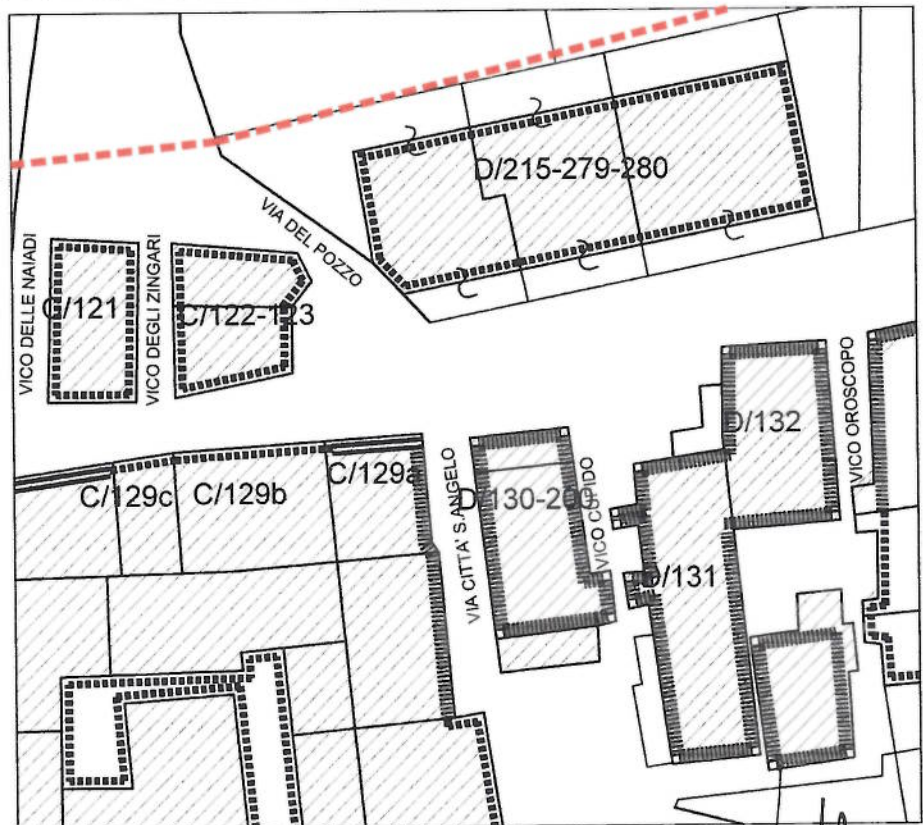 D/215-279-280
VIA DEL POZZO
VICO DELLE NAIADI
C/121
VICO DEGLI ZINGARI
C/122-123
VICO OROSCOPO
D/132
C/129c
C/129b
C/129a
VIA CITTA' S.ANGELO
D/130-200
VICO CUPIDO
D/131